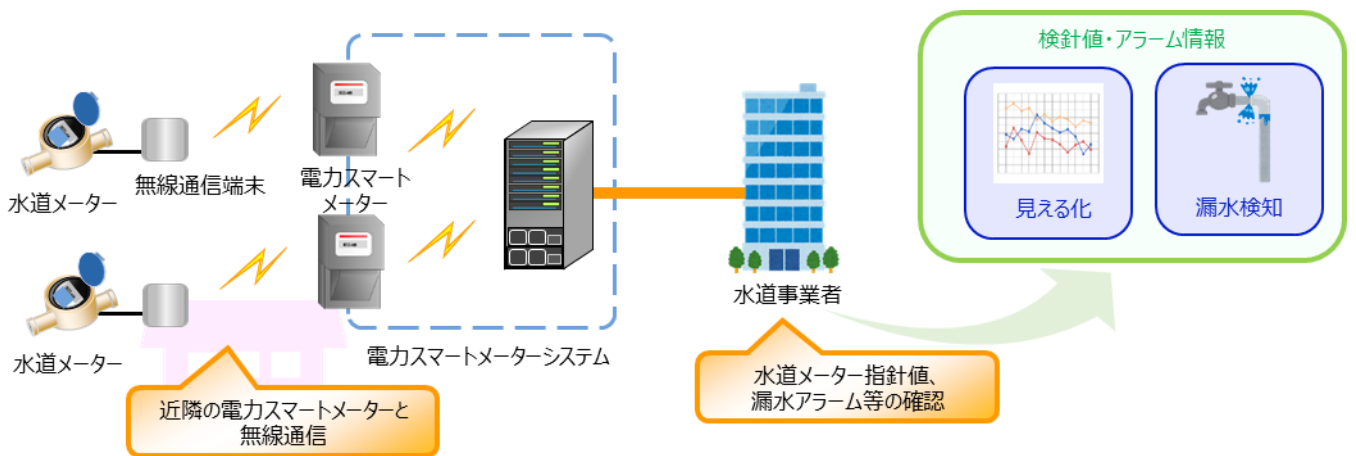 検針値・アラーム情報
見える化
漏水検知
水道メーター
無線通信端末
電力スマート
メーター
水道メーター
電力スマートメーターシステム
水道事業者
近隣の電力スマートメーターと
無線通信
水道メーター指針値、
漏水アラーム等の確認